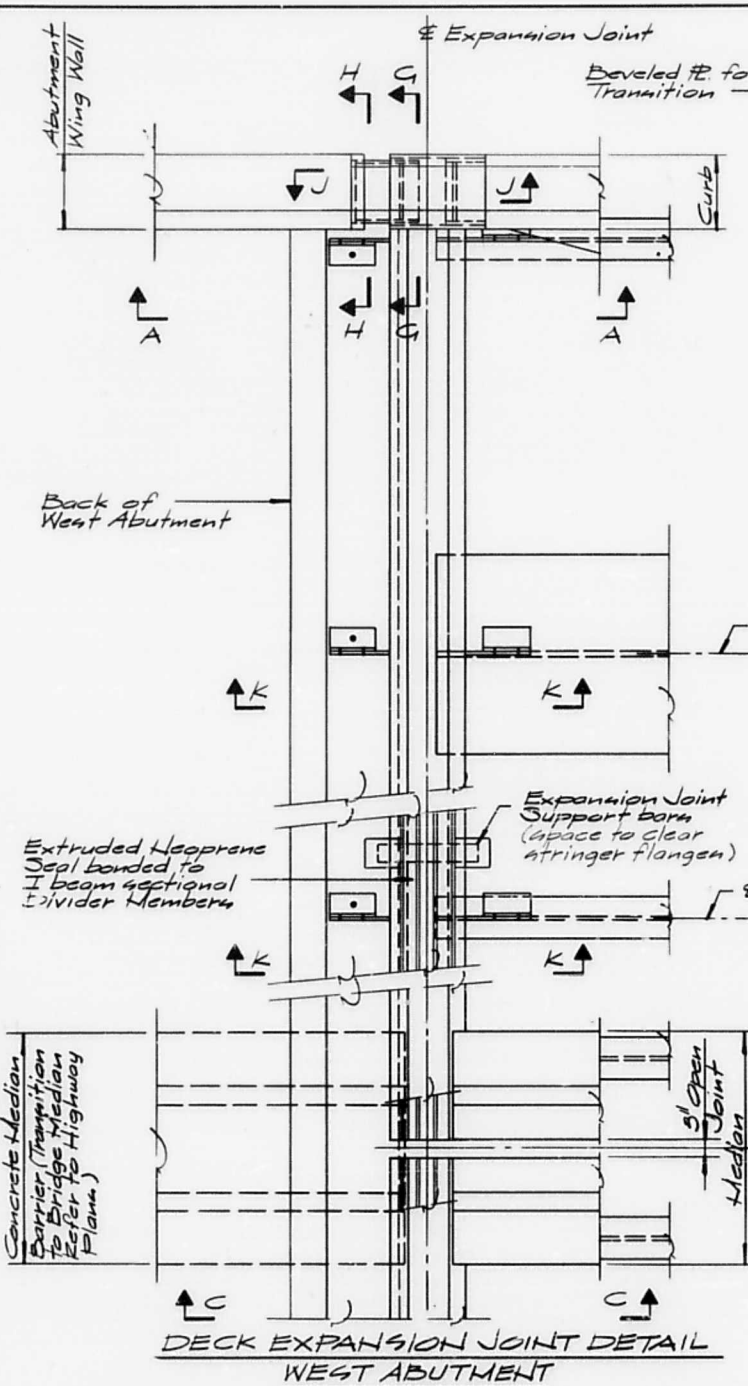 ℄ Expansion Joint
Abutment
Wing Wall
H G
Beveled ℞. fo
Transition
J J
Curb
H G
A A
Back of
West Abutment
K K
Expansion Joint
Support bars
(space to clear
stringer flanges)
Extruded Neoprene
Seal bonded to
I beam sectional
Divider Members
K K
Concrete Median
Barrier (Transition
to Bridge Median
Refer to Highway
Plans)
3" Open
Joint
Median
C C
DECK EXPANSION JOINT DETAIL
WEST ABUTMENT